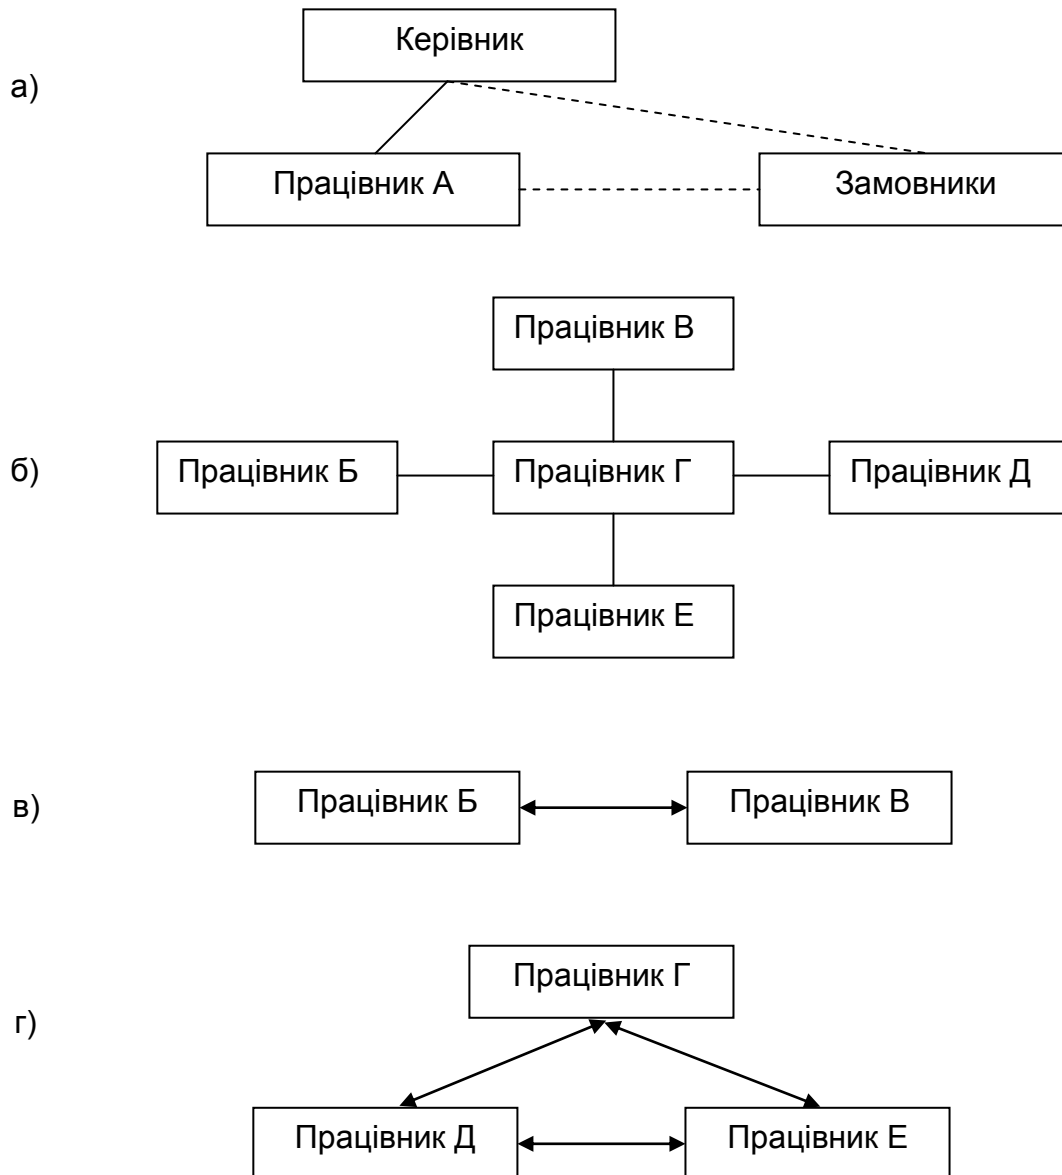 Керівник
а)
Працівник А
Замовники
Працівник В
б)
Працівник Б
Працівник Г
Працівник Д
Працівник Е
в)
Працівник Б
Працівник В
Працівник Г
г)
Працівник Д
Працівник Е